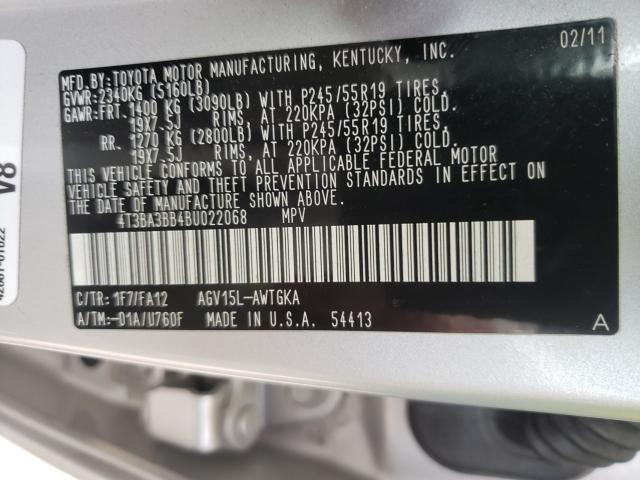 02/11
MFD.BY:TOYOTA MOTOR MANUFACTURING, KENTUCKY, INC.
GVWR:2340KG (5160LB)
GAWR:FRT. 1400 KG (3090LB) WITH P245/55R19 TIRES,
19X7.5J RIMS, AT 220KPA (32PSI) COLD.
RR. 1270 KG (2800LB) WITH P245/55R19 TIRES,
19X7.5J RIMS, AT 220KPA (32PSI) COLD.
THIS VEHICLE CONFORMS TO ALL APPLICABLE FEDERAL MOTOR
VEHICLE SAFETY AND THEFT PREVENTION STANDARDS IN EFFECT ON
THE DATE OF MANUFACTURE SHOWN ABOVE.
4T3BA3BB4BU022068 MPV
C/TR: 1F7/FA12 AGV15L-AWTGKA
A/TM:-01A/U760F MADE IN U.S.A. 54413
A
V8